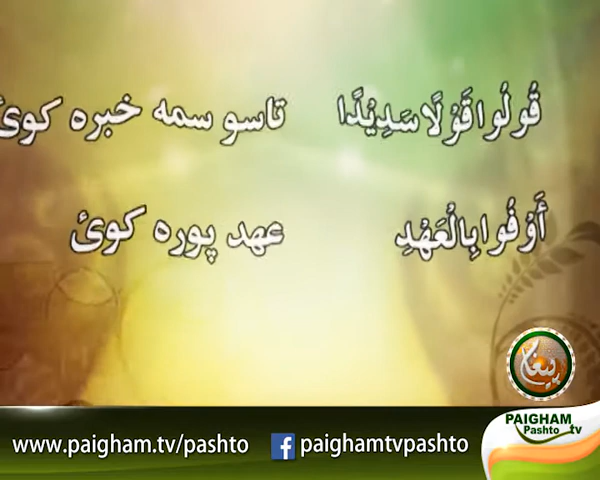 قُولُوا قَوْلًا سَدِيْدًا تاسو سمه خبره کوئ
أَوْفُوا بِالْعَهْدِ عهد پوره کوئ
پیغام
PAIGHAM
Pashto tv
www.paigham.tv/pashto paighamtvpashto